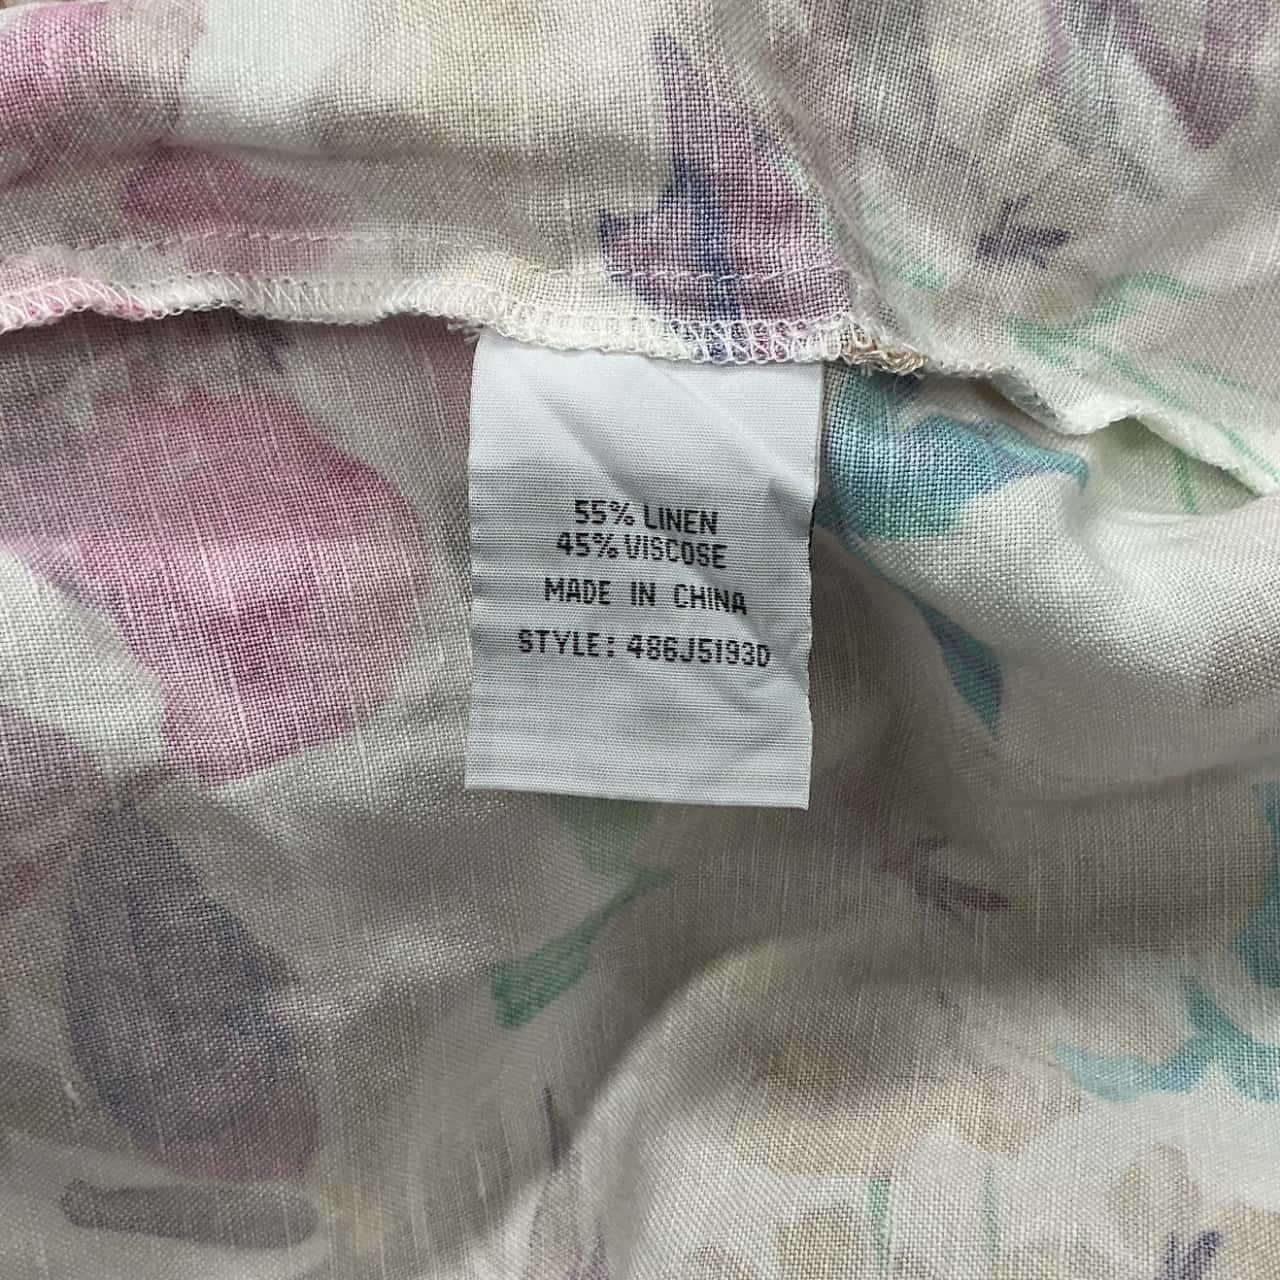 55% LINEN
45% VISCOSE
MADE IN CHINA
STYLE: 486J5193D